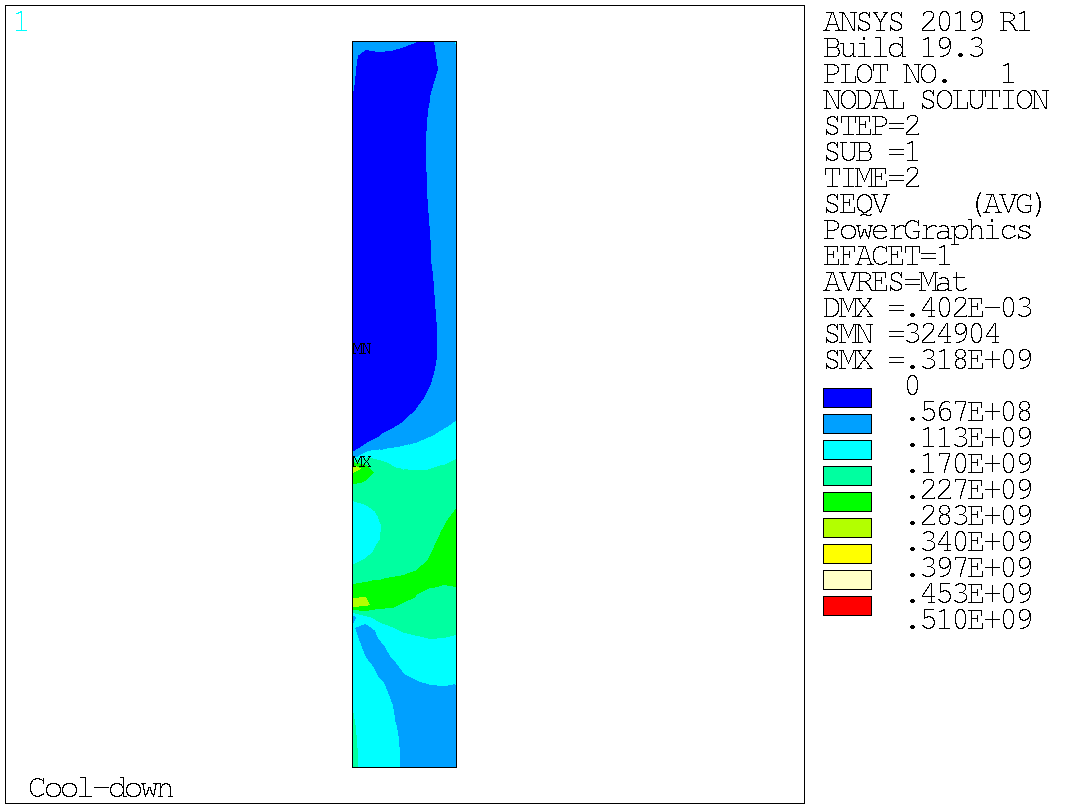 1
ANSYS 2019 R1
Build 19.3
PLOT NO. 1
NODAL SOLUTION
STEP=2
SUB =1
TIME=2
SEQV (AVG)
PowerGraphics
EFACET=1
AVRES=Mat
DMX =.402E-03
SMN =324904
SMX =.318E+09
0
.567E+08
.113E+09
.170E+09
.227E+09
.283E+09
.340E+09
.397E+09
.453E+09
.510E+09
MN
MX
Cool-down